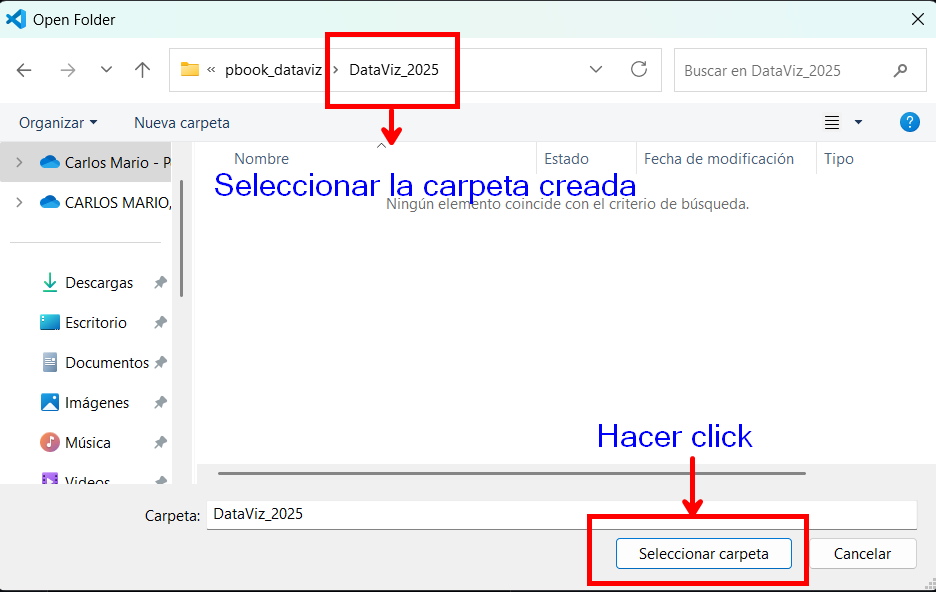 Open Folder
pbook_dataviz DataViz_2025 Buscar en DataViz_2025
Organizar Nueva carpeta ?
Carlos Mario - P Nombre Estado Fecha de modificación Tipo
Seleccionar la carpeta creada
CARLOS MARIO, Ningún elemento coincide con el criterio de búsqueda.
Descargas
Escritorio
Documentos
Imágenes
Hacer click
Música
Videos
Carpeta: DataViz_2025
Seleccionar carpeta Cancelar